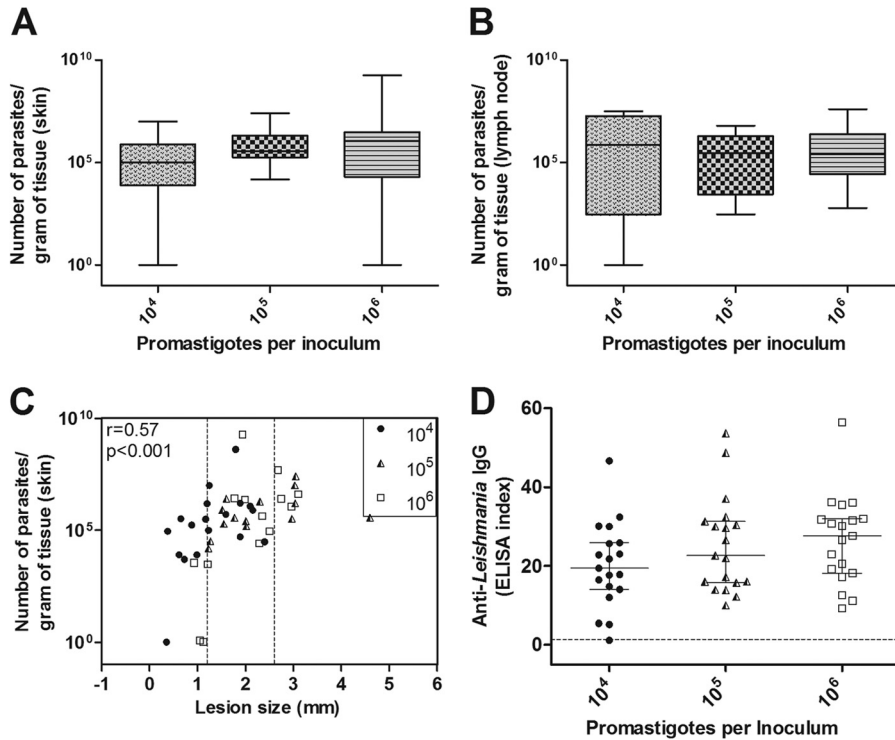 A
Number of parasites/
gram of tissue (skin)
10^10
10^5
10^0
10^4
10^5
10^6
Promastigotes per inoculum
B
Number of parasites/
gram of tissue (lymph node)
10^10
10^5
10^0
10^4
10^5
10^6
Promastigotes per inoculum
C
Number of parasites/
gram of tissue (skin)
10^10
10^5
10^0
r=0.57
p<0.001
10^4
10^5
10^6
-1 0 1 2 3 4 5 6
Lesion size (mm)
D
Anti-Leishmania IgG
(ELISA index)
60
40
20
0
10^4
10^5
10^6
Promastigotes per Inoculum